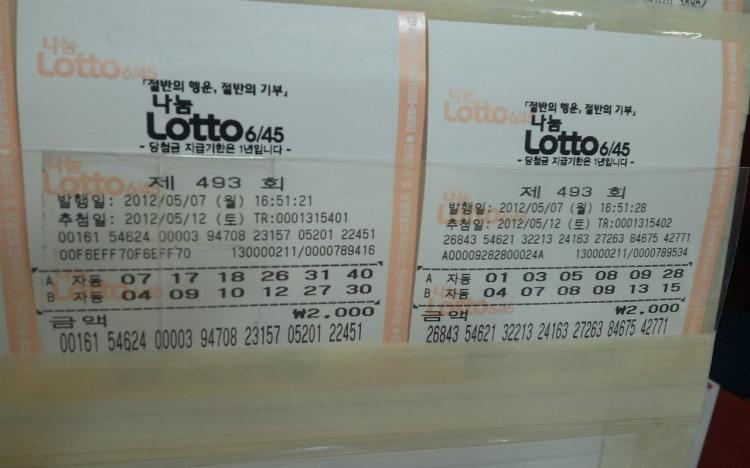 나눔
Lotto 6/45
「절반의 행운, 절반의 기부」
나눔
Lotto 6/45
- 당첨금 지급기한은 1년입니다 -
제 493 회
발행일: 2012/05/07 (월) 16:51:21
추첨일: 2012/05/12 (토) TR:0001315401
00161 54624 00003 94708 23157 05201 22451
00F6EFF70F6EFF70 130000211/0000789416
A 자동 07 17 18 26 31 40
B 자동 04 09 10 12 27 30
금액 ₩2.000
00161 54624 00003 94708 23157 05201 22451
나눔
Lotto 6/45
「절반의 행운, 절반의 기부」
나눔
Lotto 6/45
- 당첨금 지급기한은 1년입니다 -
제 493 회
발행일: 2012/05/07 (월) 16:51:28
추첨일: 2012/05/12 (토) TR:0001315402
26843 54621 32213 24163 27263 84675 42771
A00009282800024A 130000211/0000789534
A 자동 01 03 05 08 09 28
B 자동 04 07 08 09 13 15
금액 ₩2.000
26843 54621 32213 24163 27263 84675 42771